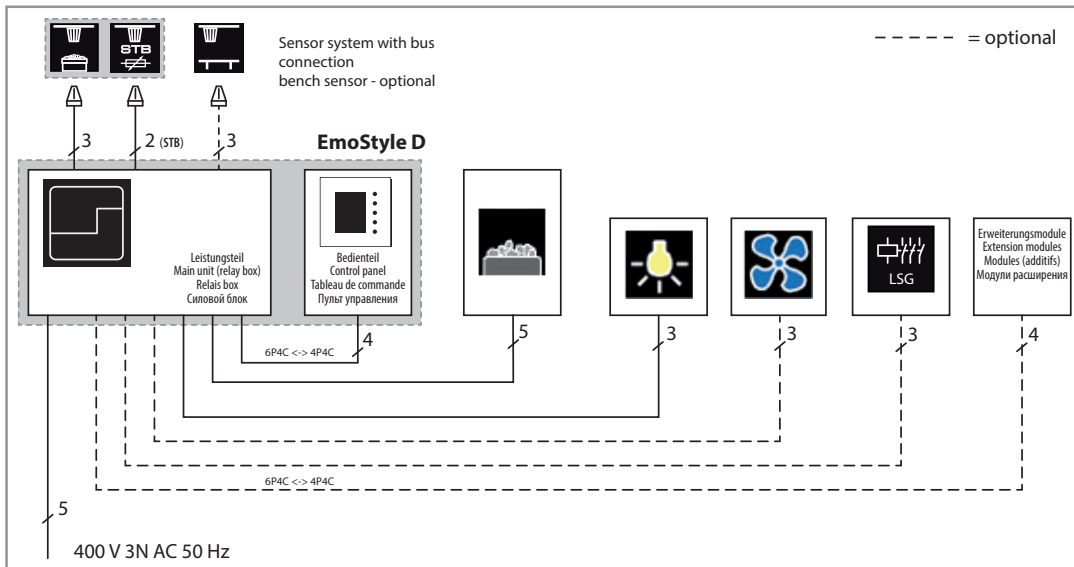 STB
Sensor system with bus
connection
bench sensor - optional
= optional
3
2 (STB)
3
EmoStyle D
Leistungsteil
Main unit (relay box)
Relais box
Силовой блок
Bedienteil
Control panel
Tableau de commande
Пульт управления
LSG
Erweiterungsmodule
Extension modules
Modules (additifs)
Модули расширения
4
5
3
3
3
4
6P4C <-> 4P4C
6P4C <-> 4P4C
5
400 V 3N AC 50 Hz